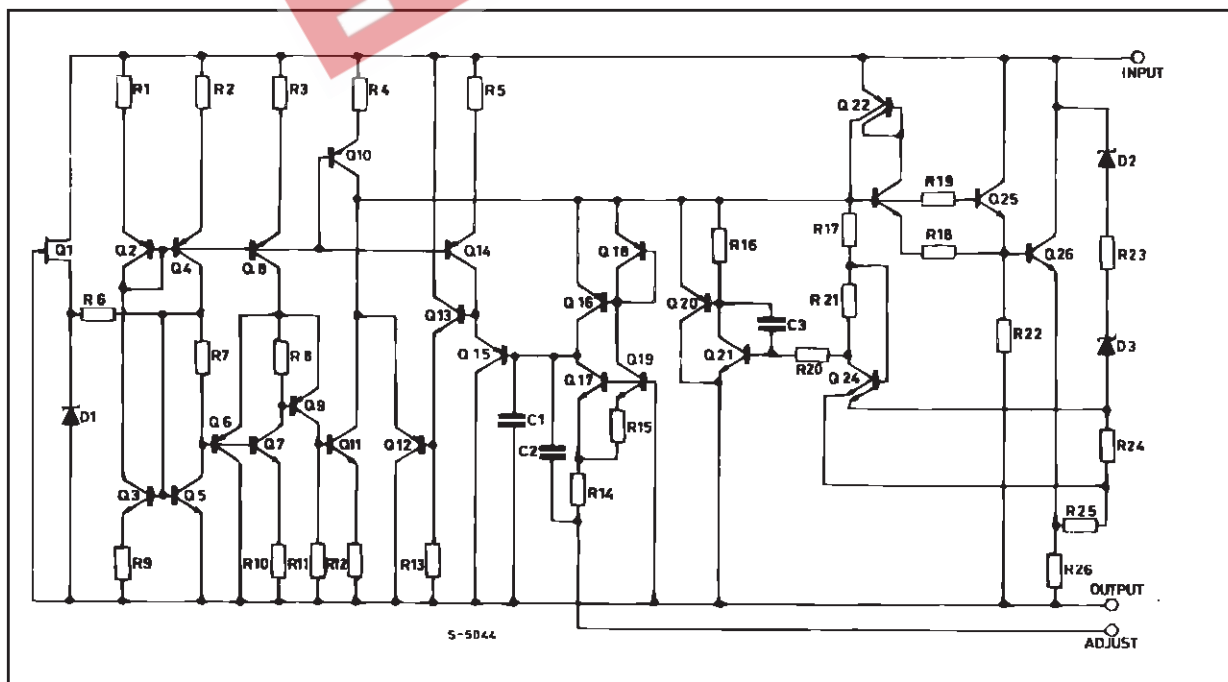 INPUT
R1
R2
R3
R4
R5
Q22
D2
Q10
R19
Q25
R17
R18
Q1
Q2
Q4
Q8
Q14
Q18
R16
Q26
R23
R6
Q13
Q16
Q20
R21
C3
R7
R8
Q15
Q19
Q21
R20
R22
D3
Q17
Q24
Q9
D1
Q6
Q7
Q11
Q12
C1
R15
C2
R24
Q3
Q5
R14
R25
R9
R10
R11
R12
R13
R26
OUTPUT
S-5044
ADJUST